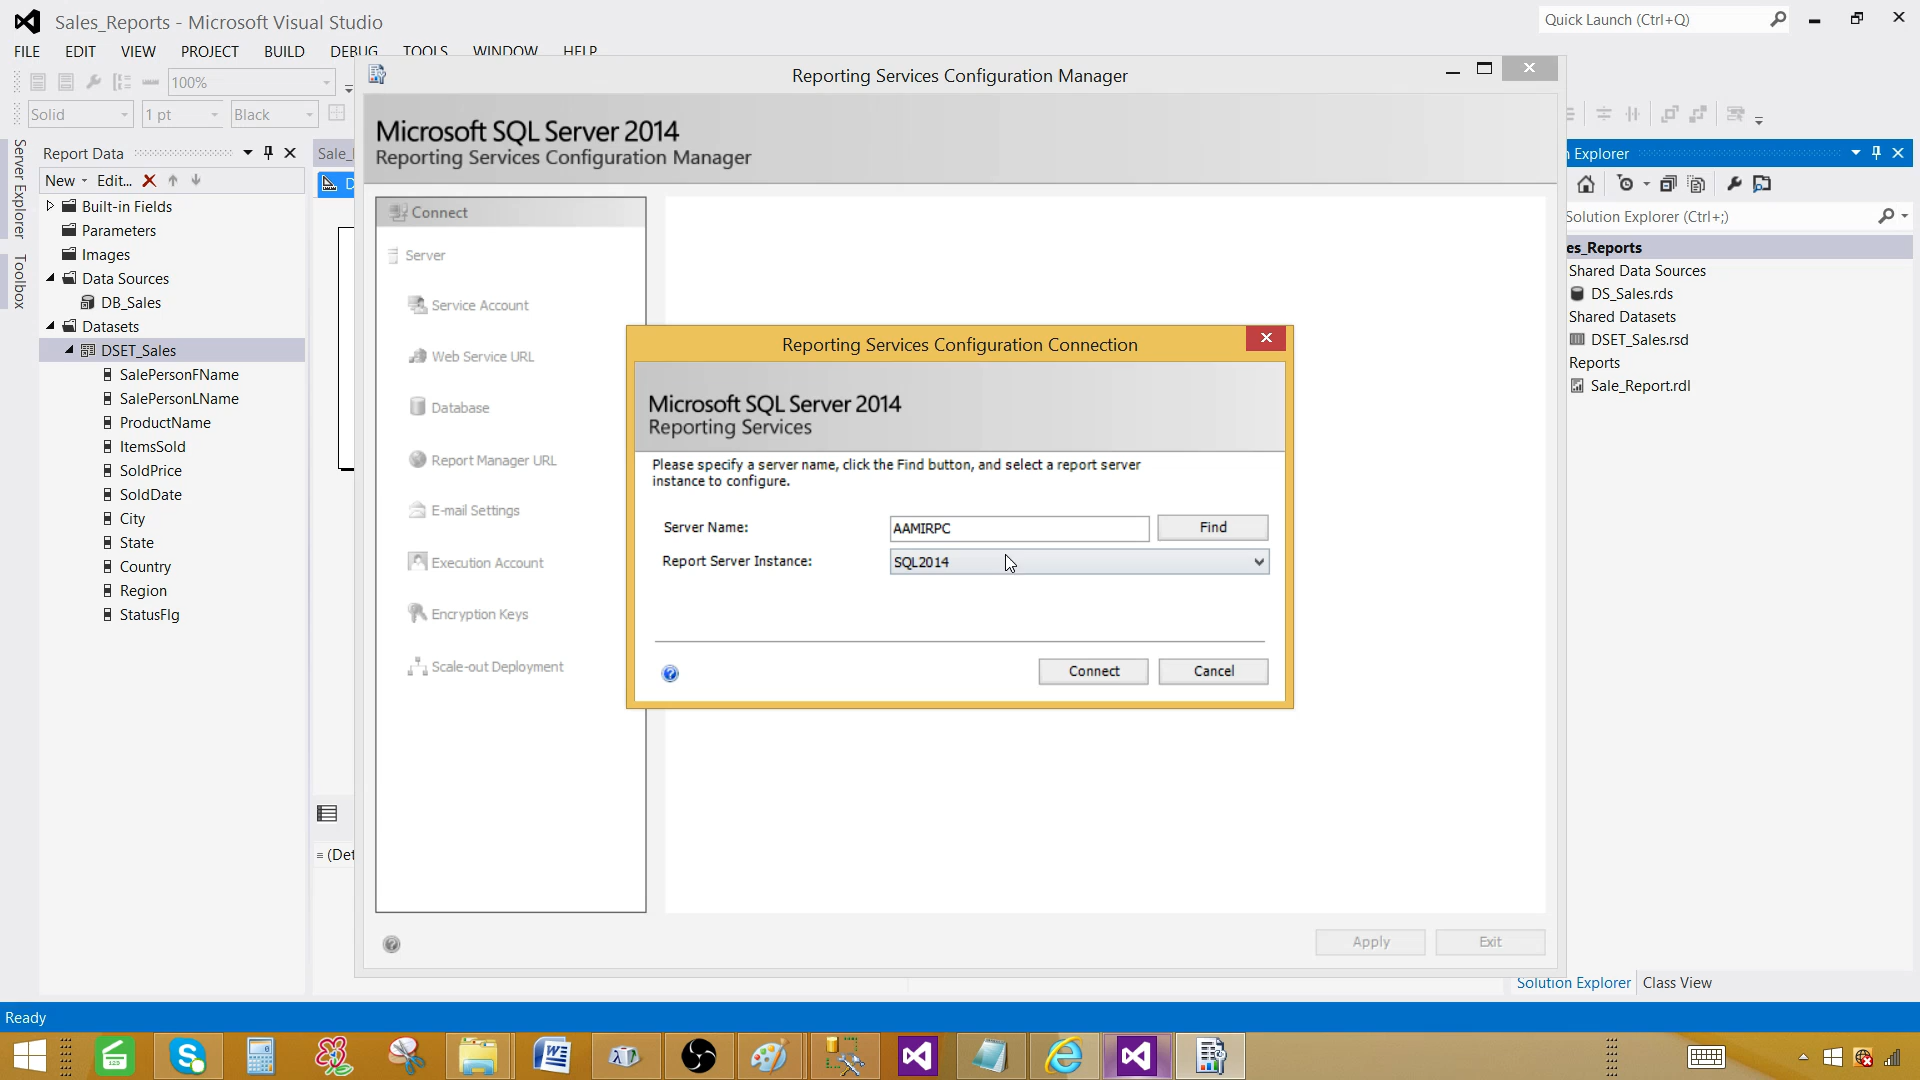 Sales_Reports - Microsoft Visual Studio
Quick Launch (Ctrl+Q)
FILE EDIT VIEW PROJECT BUILD DEBUG TOOLS WINDOW HELP
100%
Solid 1 pt Black
Server Explorer
Toolbox
Report Data
New Edit...
Built-in Fields
Parameters
Images
Data Sources
DB_Sales
Datasets
DSET_Sales
SalePersonFName
SalePersonLName
ProductName
ItemsSold
SoldPrice
SoldDate
City
State
Country
Region
StatusFlg
Sale_
D
(Det
Reporting Services Configuration Manager
Microsoft SQL Server 2014
Reporting Services Configuration Manager
Connect
Server
Service Account
Web Service URL
Database
Report Manager URL
E-mail Settings
Execution Account
Encryption Keys
Scale-out Deployment
Reporting Services Configuration Connection
Microsoft SQL Server 2014
Reporting Services
Please specify a server name, click the Find button, and select a report server
instance to configure.
Server Name: AAMIRPC Find
Report Server Instance: SQL2014
Connect Cancel
Apply Exit
n Explorer
Solution Explorer (Ctrl+;)
es_Reports
Shared Data Sources
DS_Sales.rds
Shared Datasets
DSET_Sales.rsd
Reports
Sale_Report.rdl
Solution Explorer Class View
Ready